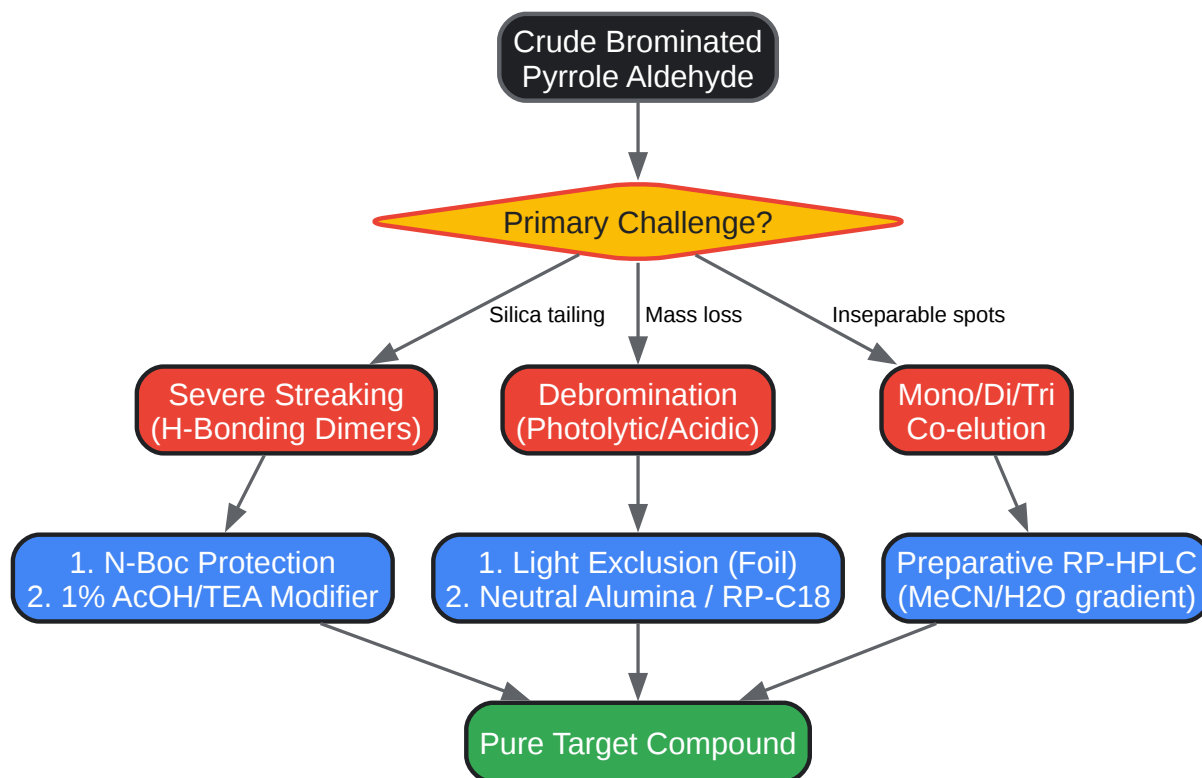 Crude Brominated
Pyrrole Aldehyde
Primary Challenge?
Silica tailing
Mass loss
Inseparable spots
Severe Streaking
(H-Bonding Dimers)
Debromination
(Photolytic/Acidic)
Mono/Di/Tri
Co-elution
1. N-Boc Protection
2. 1% AcOH/TEA Modifier
1. Light Exclusion (Foil)
2. Neutral Alumina / RP-C18
Preparative RP-HPLC
(MeCN/H2O gradient)
Pure Target Compound